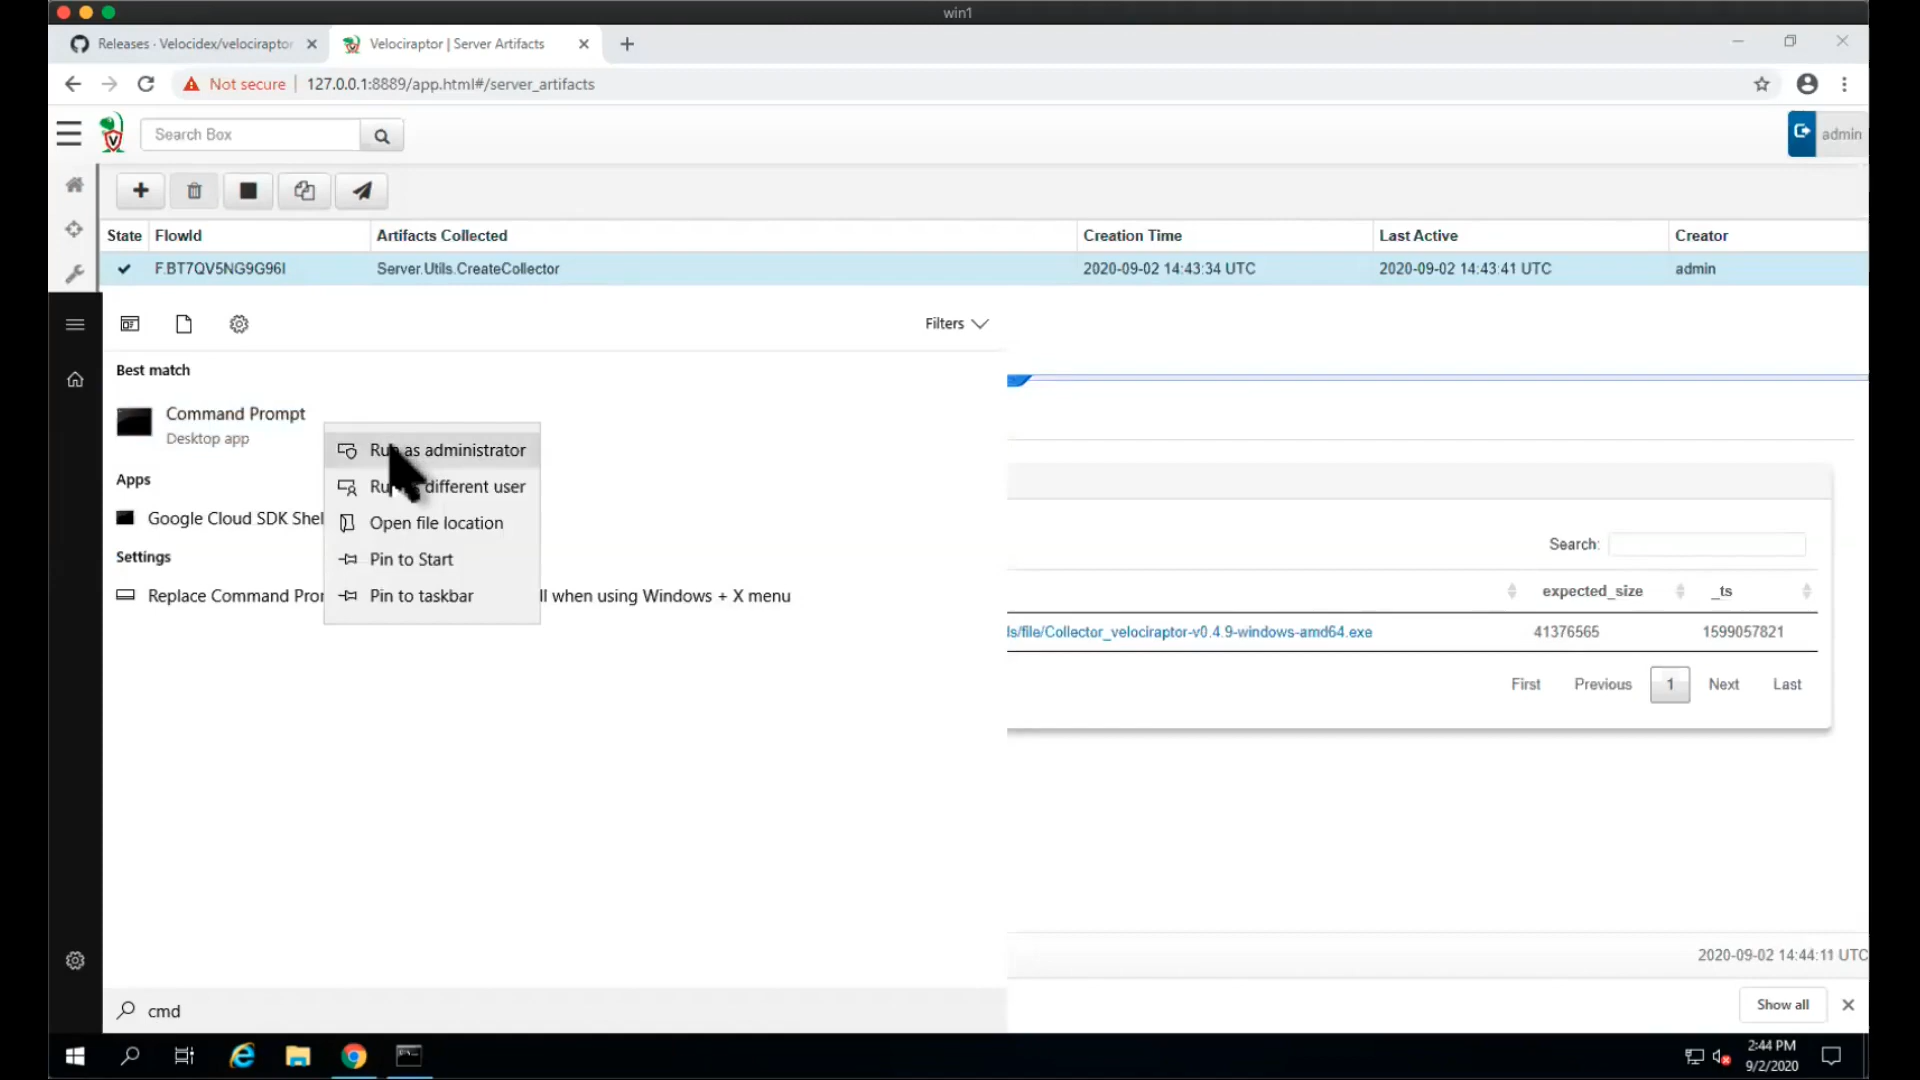 win1
Releases · Velocidex/velociraptor
Velociraptor | Server Artifacts
Not secure | 127.0.0.1:8889/app.html#/server_artifacts
Search Box
admin
State FlowId Artifacts Collected Creation Time Last Active Creator
F.BT7QV5NG9G96I Server.Utils.CreateCollector 2020-09-02 14:43:34 UTC 2020-09-02 14:43:41 UTC admin
Filters
Best match
Command Prompt
Desktop app
Run as administrator
Apps
different user
Google Cloud SDK Shel
Open file location
Settings
Pin to Start
Replace Command Pror
Pin to taskbar
ll when using Windows + X menu
Search:
expected_size _ts
ls/file/Collector_velociraptor-v0.4.9-windows-amd64.exe 41376565 1599057821
First Previous 1 Next Last
2020-09-02 14:44:11 UTC
Show all
cmd
2:44 PM
9/2/2020